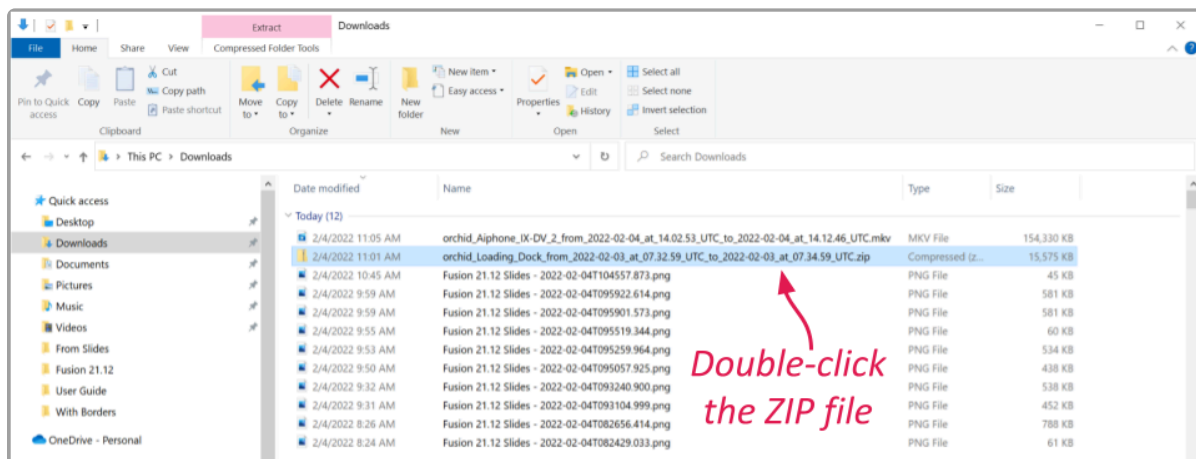 Extract Downloads
File Home Share View Compressed Folder Tools
Pin to Quick access
Copy
Paste
Cut
Copy path
Paste shortcut
Clipboard
Move to
Copy to
Delete
Rename
Organize
New folder
New item
Easy access
New
Properties
Open
Edit
History
Open
Select all
Select none
Invert selection
Select
This PC > Downloads
Search Downloads
Quick access
Desktop
Downloads
Documents
Pictures
Music
Videos
From Slides
Fusion 21.12
User Guide
With Borders
OneDrive - Personal
Date modified Name Type Size
Today (12)
2/4/2022 11:05 AM orchid_Aiphone_IX-DV_2_from_2022-02-04_at_14.02.53_UTC_to_2022-02-04_at_14.12.46_UTC.mkv MKV File 154,330 KB
2/4/2022 11:01 AM orchid_Loading_Dock_from_2022-02-03_at_07.32.59_UTC_to_2022-02-03_at_07.34.59_UTC.zip Compressed (z... 15,575 KB
2/4/2022 10:45 AM Fusion 21.12 Slides - 2022-02-04T104557.873.png PNG File 45 KB
2/4/2022 9:59 AM Fusion 21.12 Slides - 2022-02-04T095922.614.png PNG File 581 KB
2/4/2022 9:59 AM Fusion 21.12 Slides - 2022-02-04T095901.573.png PNG File 581 KB
2/4/2022 9:55 AM Fusion 21.12 Slides - 2022-02-04T095519.344.png PNG File 60 KB
2/4/2022 9:53 AM Fusion 21.12 Slides - 2022-02-04T095259.964.png PNG File 534 KB
2/4/2022 9:50 AM Fusion 21.12 Slides - 2022-02-04T095057.925.png PNG File 438 KB
2/4/2022 9:32 AM Fusion 21.12 Slides - 2022-02-04T093240.900.png PNG File 538 KB
2/4/2022 9:31 AM Fusion 21.12 Slides - 2022-02-04T093104.999.png PNG File 452 KB
2/4/2022 8:26 AM Fusion 21.12 Slides - 2022-02-04T082656.414.png PNG File 788 KB
2/4/2022 8:24 AM Fusion 21.12 Slides - 2022-02-04T082429.033.png PNG File 61 KB
Double-click
the ZIP file